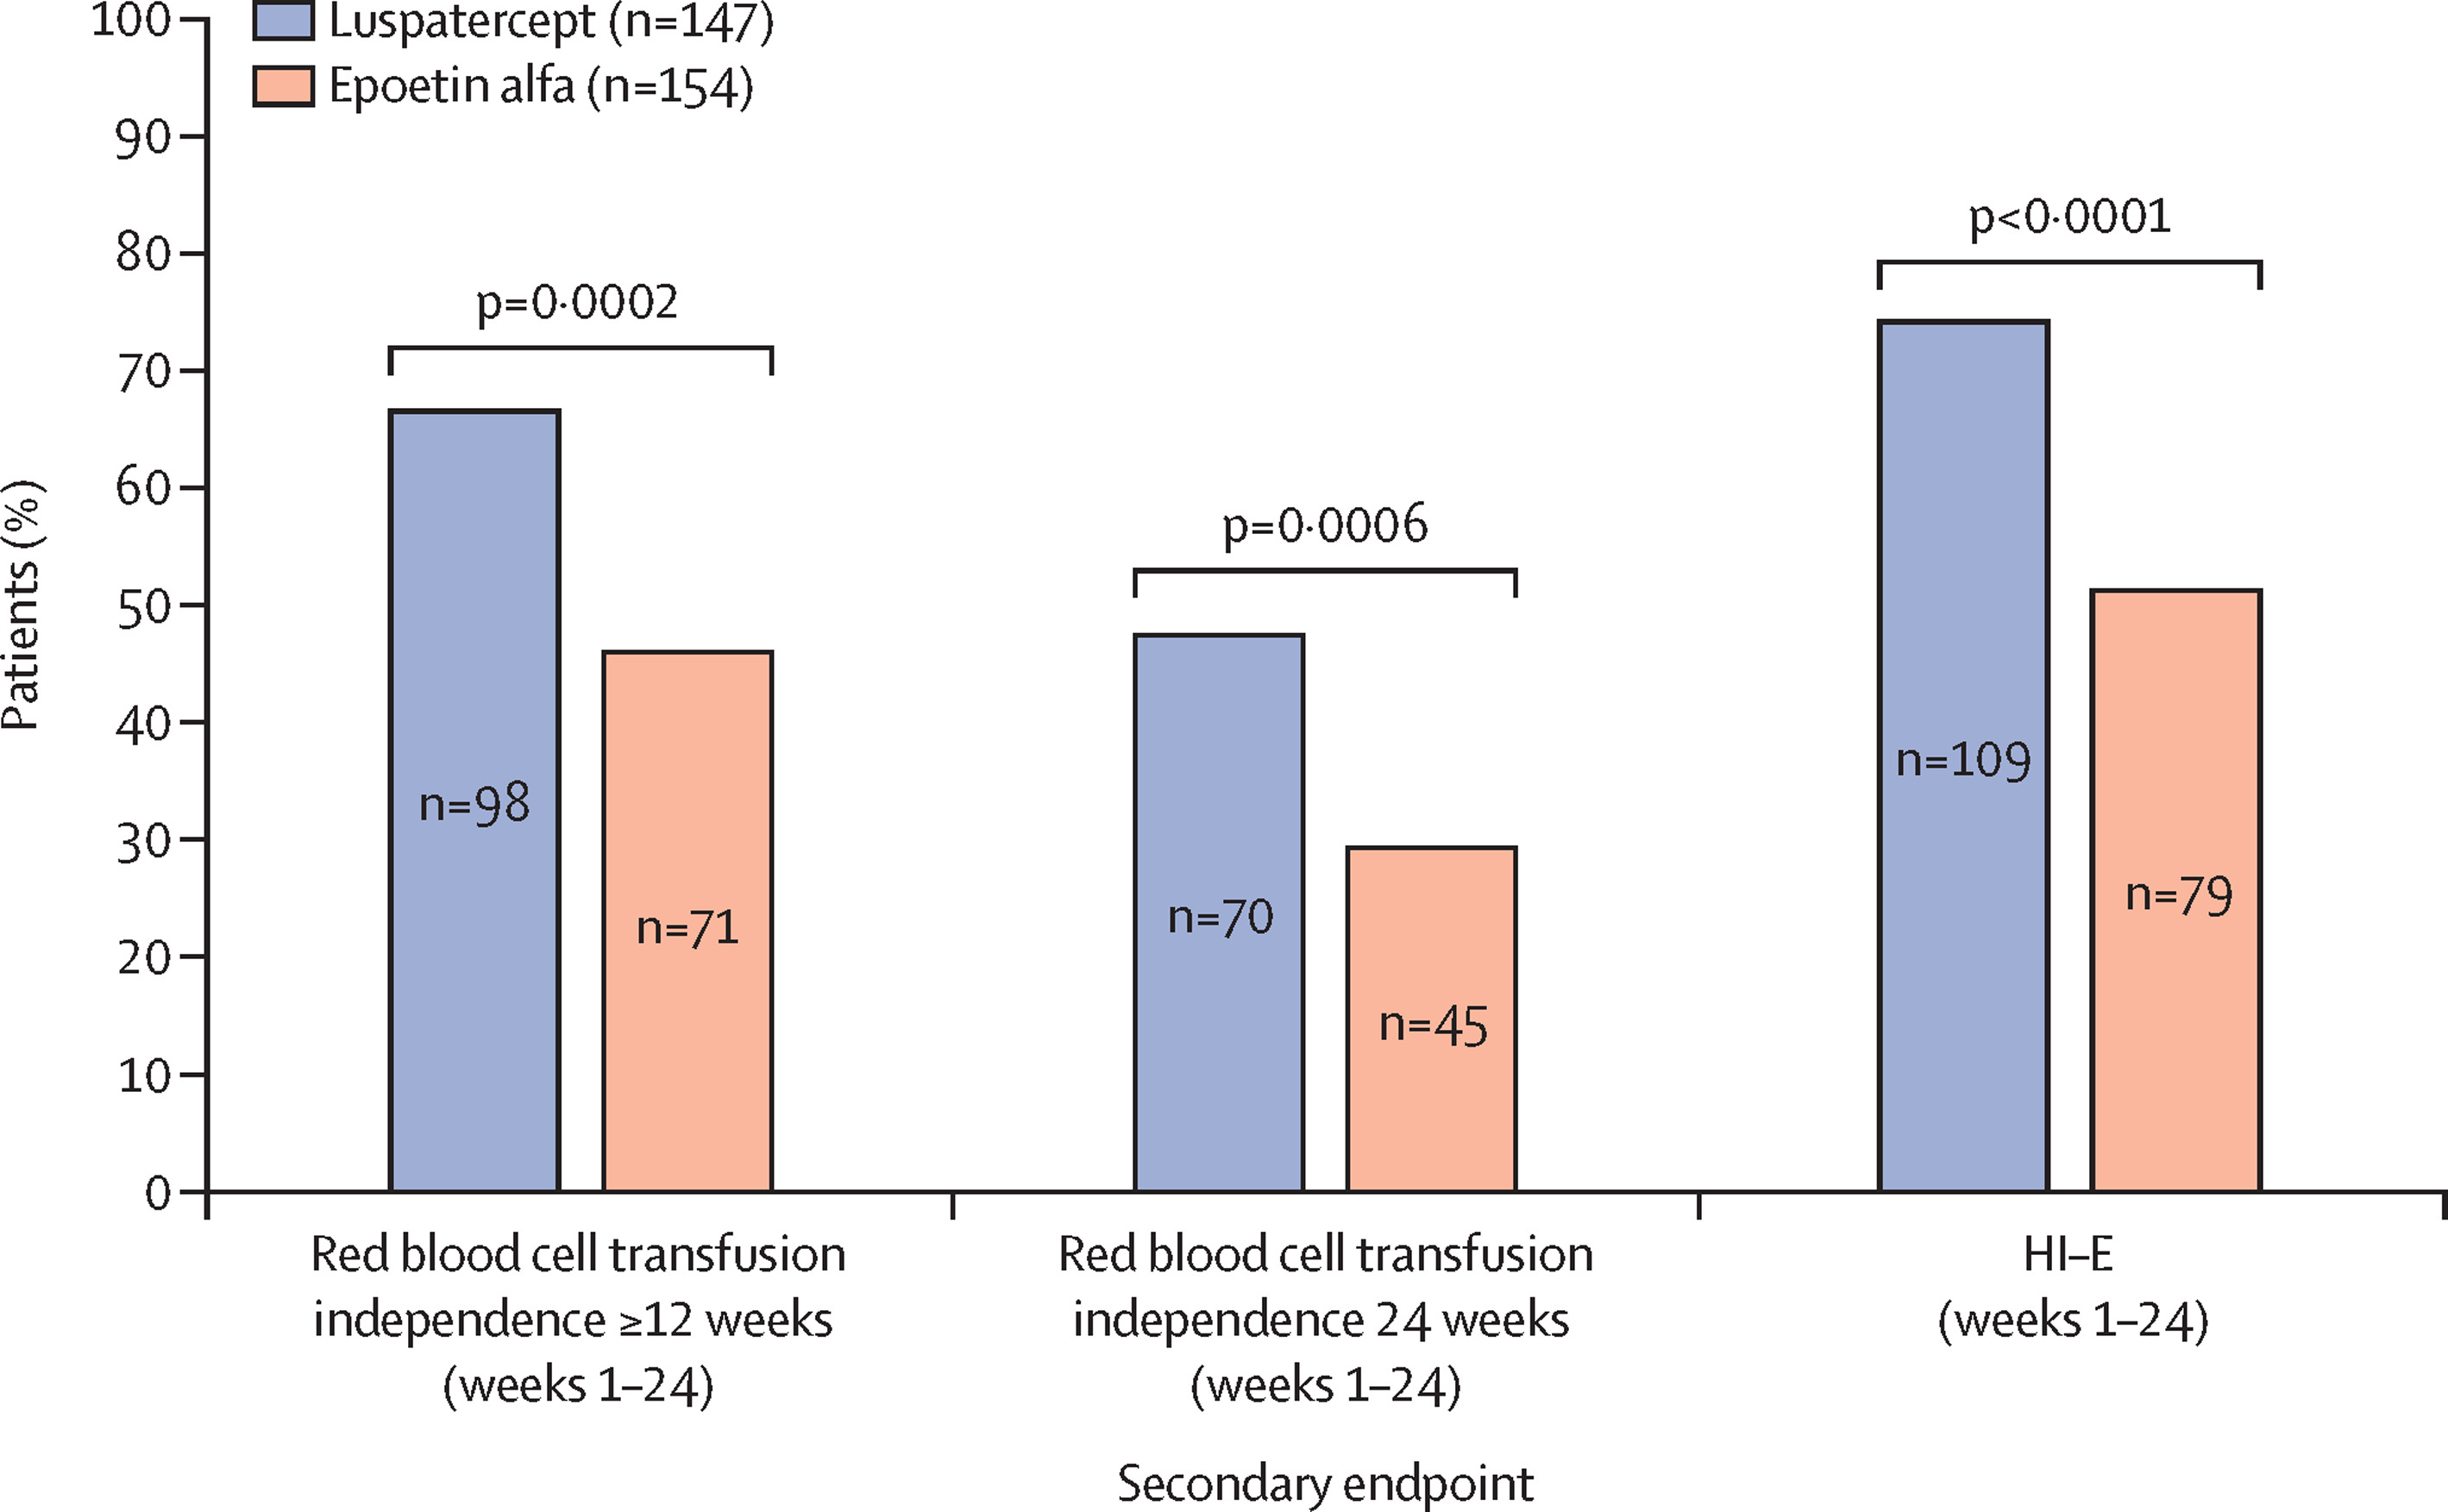 Luspatercept (n=147)
Epoetin alfa (n=154)
Patients (%)
100
90
80
70
60
50
40
30
20
10
0
p=0·0002
n=98
n=71
p=0·0006
n=70
n=45
p<0·0001
n=109
n=79
Red blood cell transfusion
independence ≥12 weeks
(weeks 1–24)
Red blood cell transfusion
independence 24 weeks
(weeks 1–24)
HI–E
(weeks 1–24)
Secondary endpoint